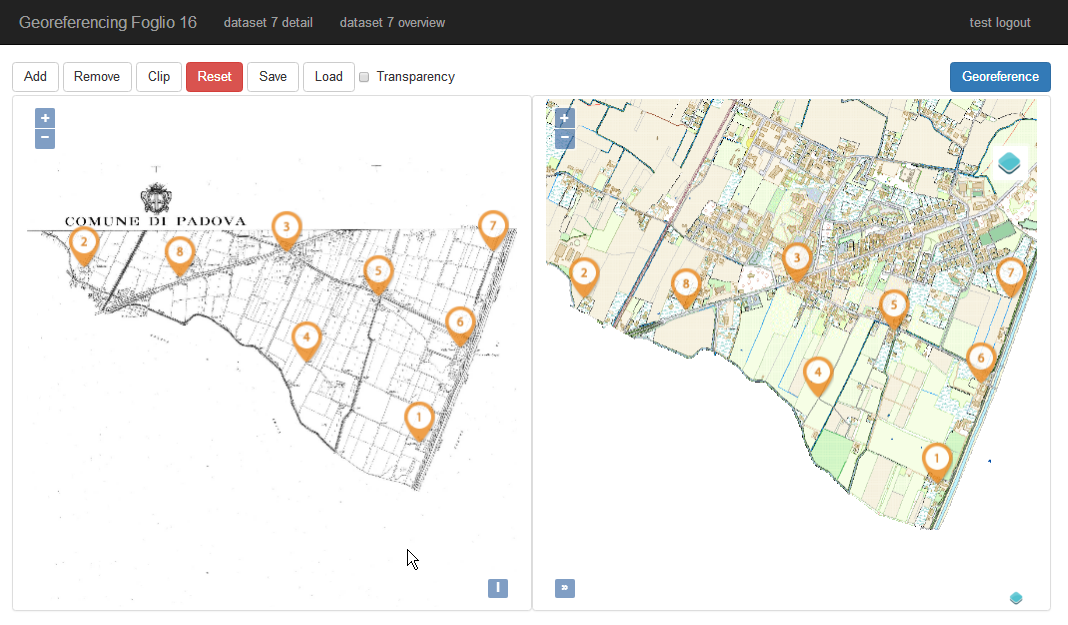 Georeferencing Foglio 16 dataset 7 detail dataset 7 overview test logout
Add Remove Clip Reset Save Load Transparency Georeference
+ +
− −
COMUNE DI PADOVA
2 8 3 5 7
4 6
1
2 8 3 5 7
4 6
1
I »